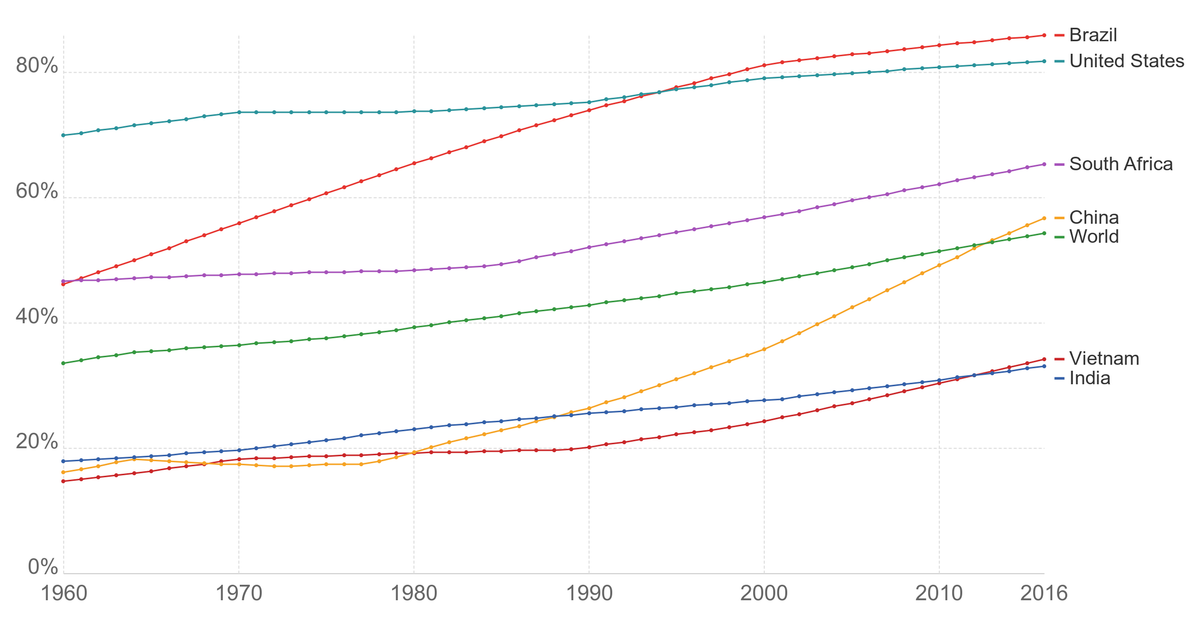 80%
60%
40%
20%
0%
1960 1970 1980 1990 2000 2010 2016
Brazil
United States
South Africa
China
World
Vietnam
India